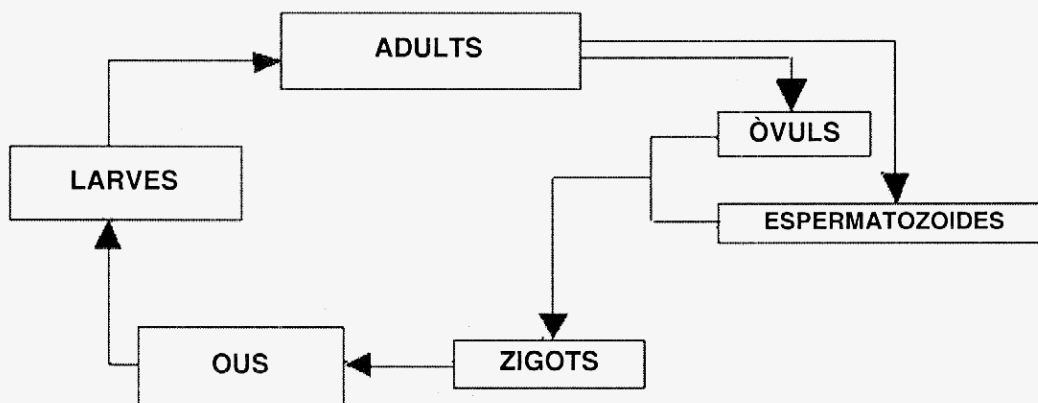 ADULTS
ÒVULS
LARVES
ESPERMATOZOIDES
OUS
ZIGOTS